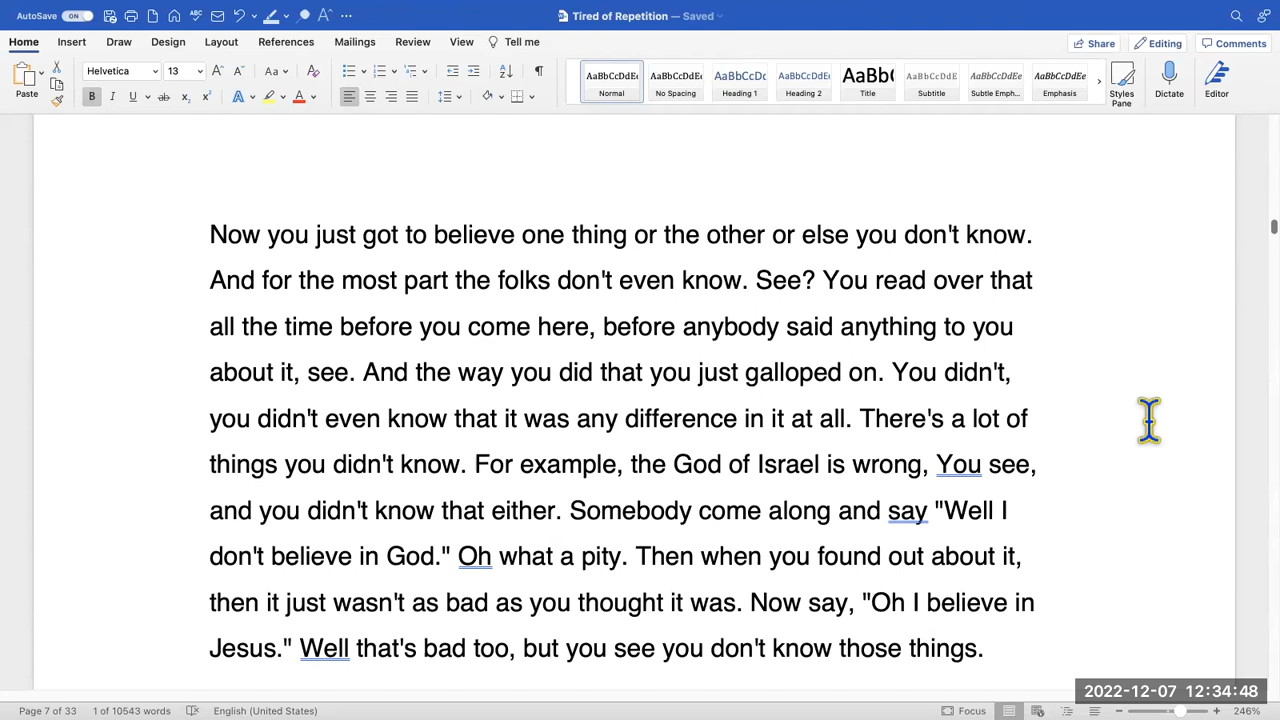 AutoSave ON
Tired of Repetition — Saved
Home Insert Draw Design Layout References Mailings Review View Tell me
Share Editing Comments
Paste
Helvetica 13
AaBbCcDdEe AaBbCcDdEe AaBbCcDc AaBbCcDdEe AaBb( AaBbCcDdE AaBbCcDdEe AaBbCcDdEe
Normal No Spacing Heading 1 Heading 2 Title Subtitle Subtle Emph... Emphasis
Styles Pane
Dictate
Editor
Now you just got to believe one thing or the other or else you don't know.
And for the most part the folks don't even know. See? You read over that
all the time before you come here, before anybody said anything to you
about it, see. And the way you did that you just galloped on. You didn't,
you didn't even know that it was any difference in it at all. There's a lot of
things you didn't know. For example, the God of Israel is wrong, You see,
and you didn't know that either. Somebody come along and say "Well I
don't believe in God." Oh what a pity. Then when you found out about it,
then it just wasn't as bad as you thought it was. Now say, "Oh I believe in
Jesus." Well that's bad too, but you see you don't know those things.
2022-12-07 12:34:48
Page 7 of 33 1 of 10543 words English (United States) Focus 246%